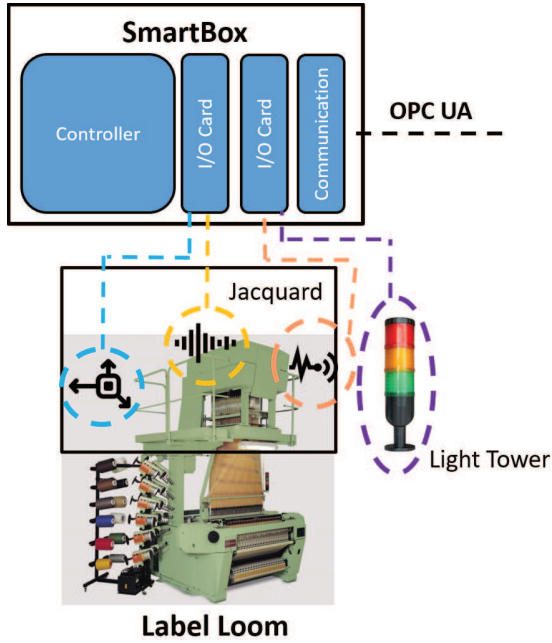 SmartBox
Controller
I/O Card
I/O Card
Communication
OPC UA
Jacquard
Light Tower
Label Loom